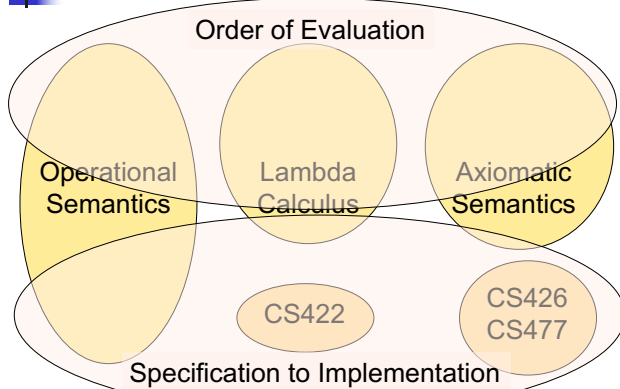 Order of Evaluation
Operational
Semantics
Lambda
Calculus
Axiomatic
Semantics
CS422
CS426
CS477
Specification to Implementation